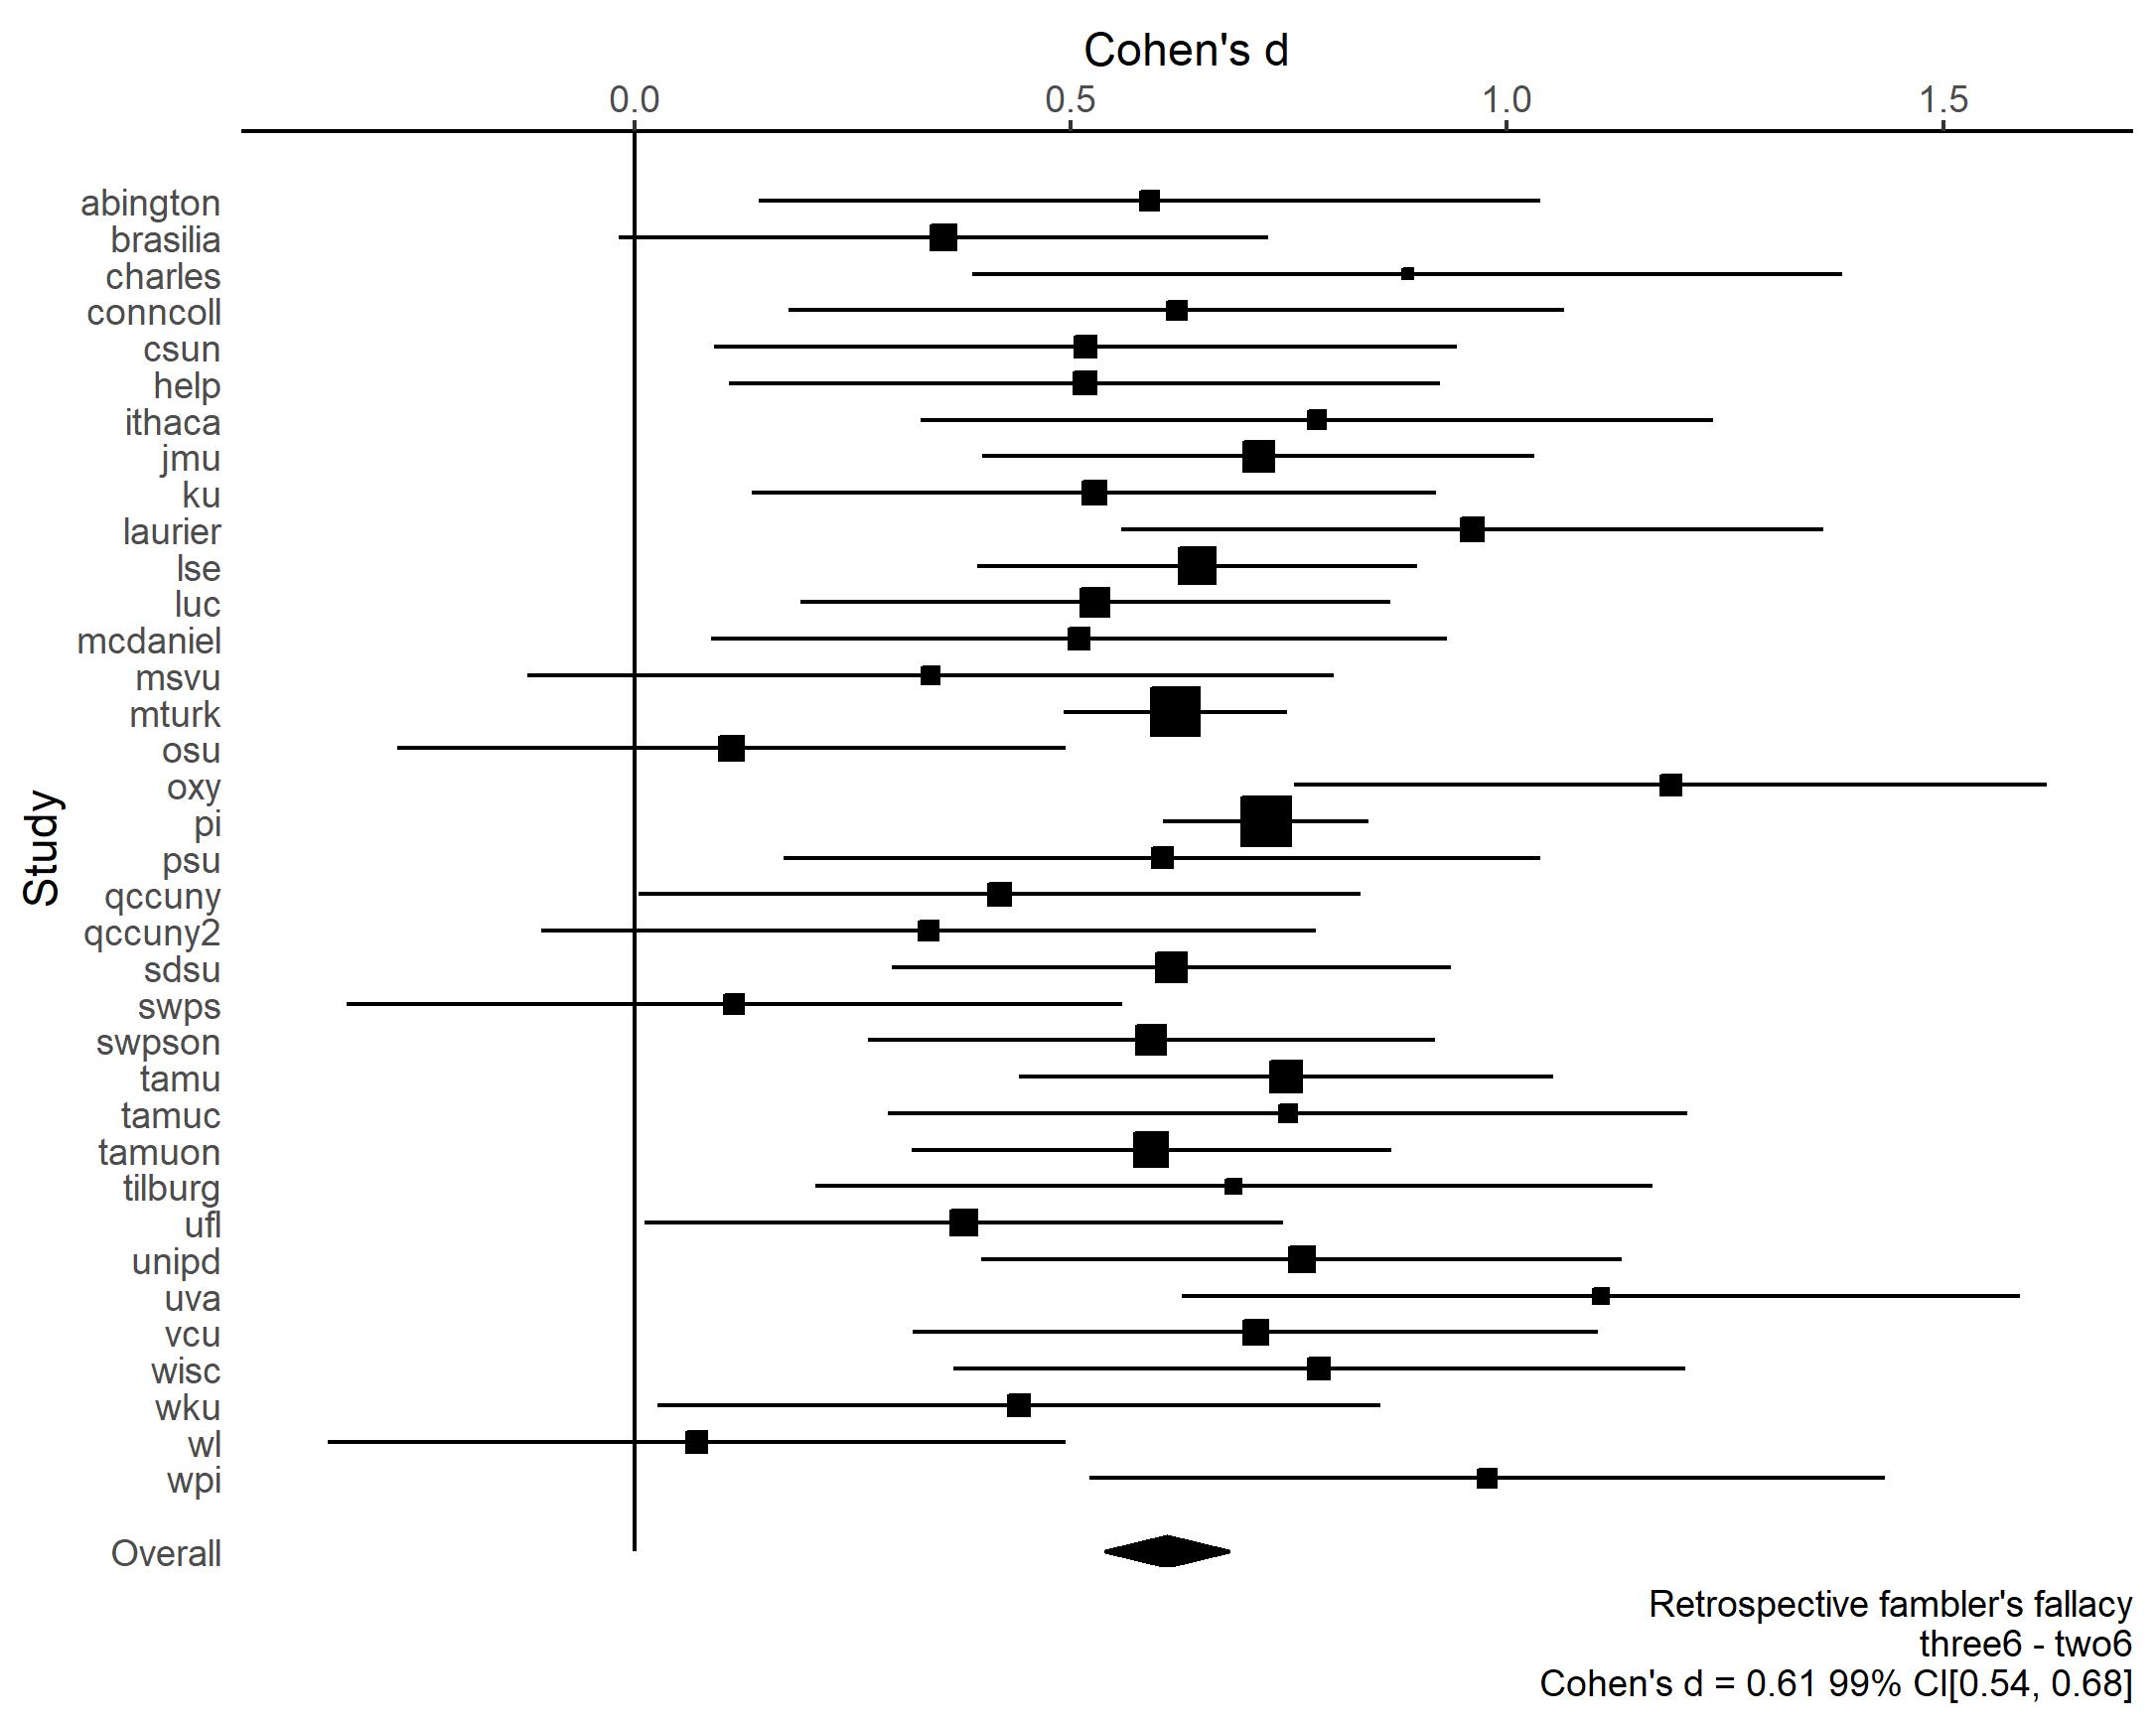 Cohen's d
0.0 0.5 1.0 1.5
Study
abington
brasilia
charles
conncoll
csun
help
ithaca
jmu
ku
laurier
lse
luc
mcdaniel
msvu
mturk
osu
oxy
pi
psu
qccuny
qccuny2
sdsu
swps
swpson
tamu
tamuc
tamuon
tilburg
ufl
unipd
uva
vcu
wisc
wku
wl
wpi
Overall
Retrospective fambler's fallacy
three6 - two6
Cohen's d = 0.61 99% CI[0.54, 0.68]